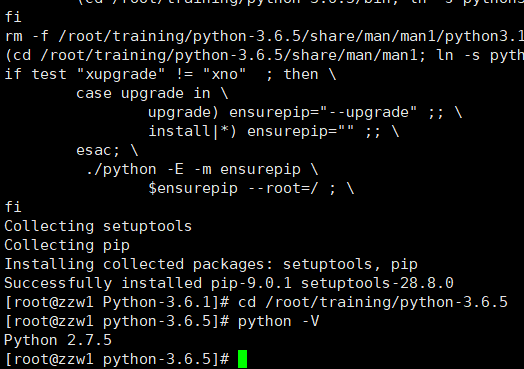 (cd /root/training/python-3.6.5/bin; ln -s python3
fi
rm -f /root/training/python-3.6.5/share/man/man1/python3.1
(cd /root/training/python-3.6.5/share/man/man1; ln -s pyth
if test "xupgrade" != "xno"  ; then \
        case upgrade in \
                upgrade) ensurepip="--upgrade" ;; \
                install|*) ensurepip="" ;; \
        esac; \
         ./python -E -m ensurepip \
                $ensurepip --root=/ ; \
fi
Collecting setuptools
Collecting pip
Installing collected packages: setuptools, pip
Successfully installed pip-9.0.1 setuptools-28.8.0
[root@zzw1 Python-3.6.1]# cd /root/training/python-3.6.5
[root@zzw1 python-3.6.5]# python -V
Python 2.7.5
[root@zzw1 python-3.6.5]#